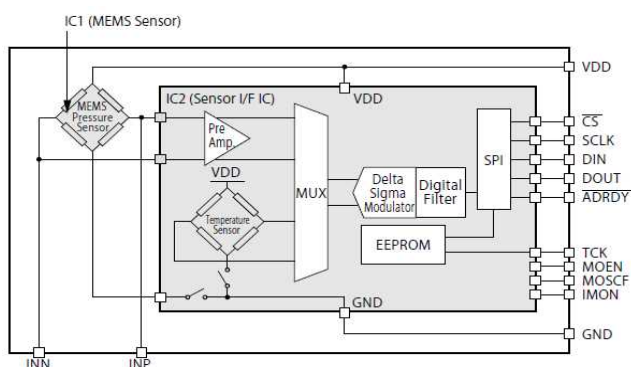 IC1 (MEMS Sensor)
MEMS
Pressure
Sensor
IC2 (Sensor I/F IC)
VDD
VDD
Pre
Amp.
VDD
Temperature
Sensor
MUX
Delta
Sigma
Modulator
Digital
Filter
SPI
EEPROM
GND
CS
SCLK
DIN
DOUT
ADRDY
TCK
MOEN
MOSCF
IMON
GND
INN
INP